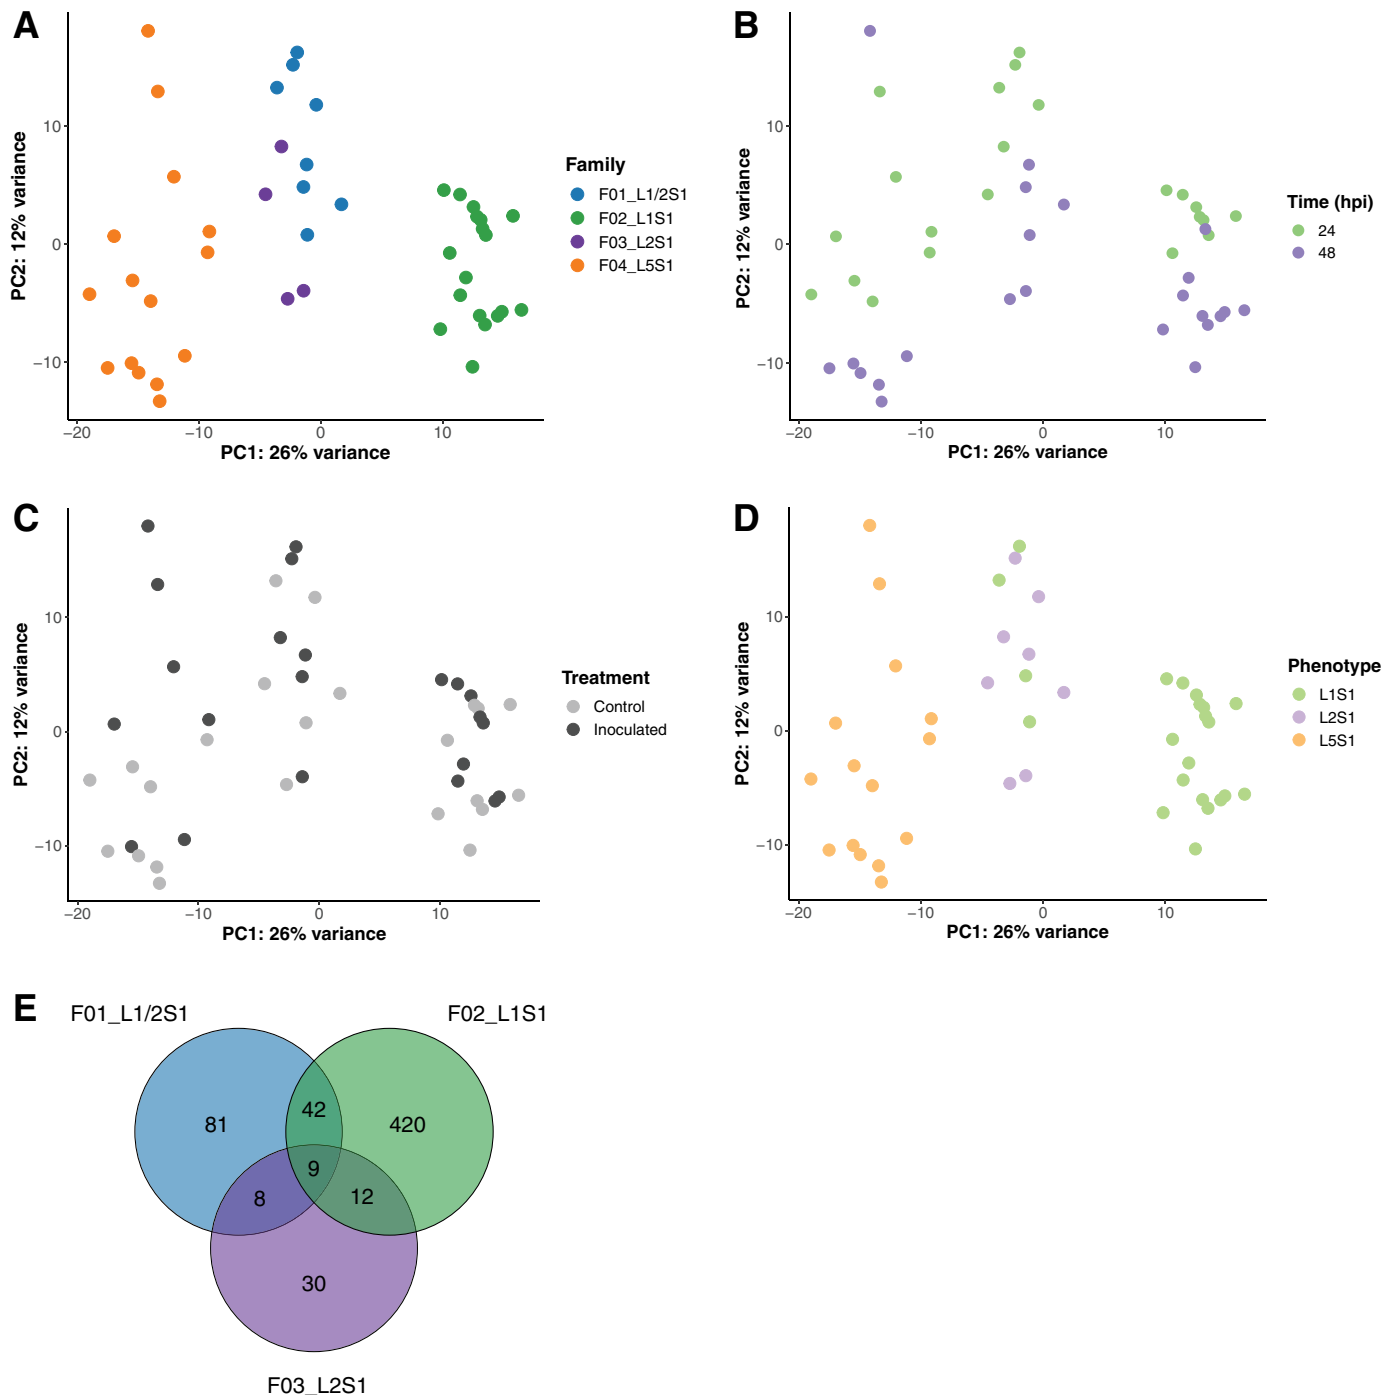 A
PC2: 12% variance
10
0
−10
−20
−10
0
10
PC1: 26% variance
Family
F01_L1/2S1
F02_L1S1
F03_L2S1
F04_L5S1
B
PC2: 12% variance
10
0
−10
−20
−10
0
10
PC1: 26% variance
Time (hpi)
24
48
C
PC2: 12% variance
10
0
−10
−20
−10
0
10
PC1: 26% variance
Treatment
Control
Inoculated
D
PC2: 12% variance
10
0
−10
−20
−10
0
10
PC1: 26% variance
Phenotype
L1S1
L2S1
L5S1
E
F01_L1/2S1
F02_L1S1
81
42
420
9
8
12
30
F03_L2S1